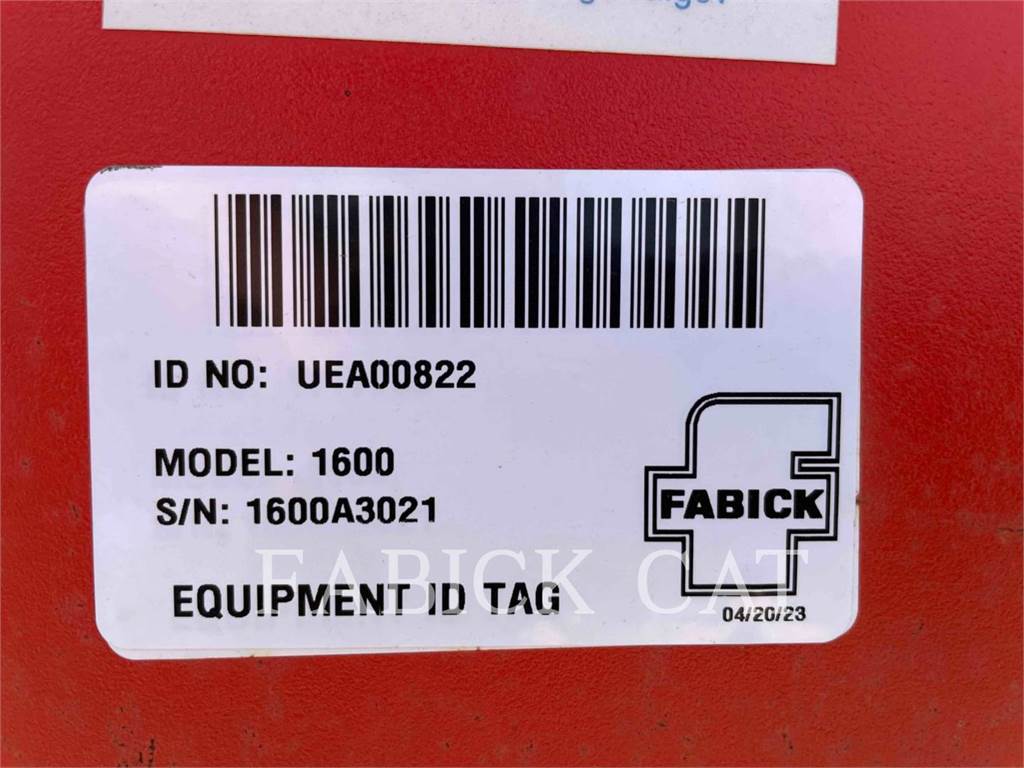 ID NO: UEA00822
MODEL: 1600
S/N: 1600A3021
FABICK
FABICK CAT
EQUIPMENT ID TAG
04/20/23